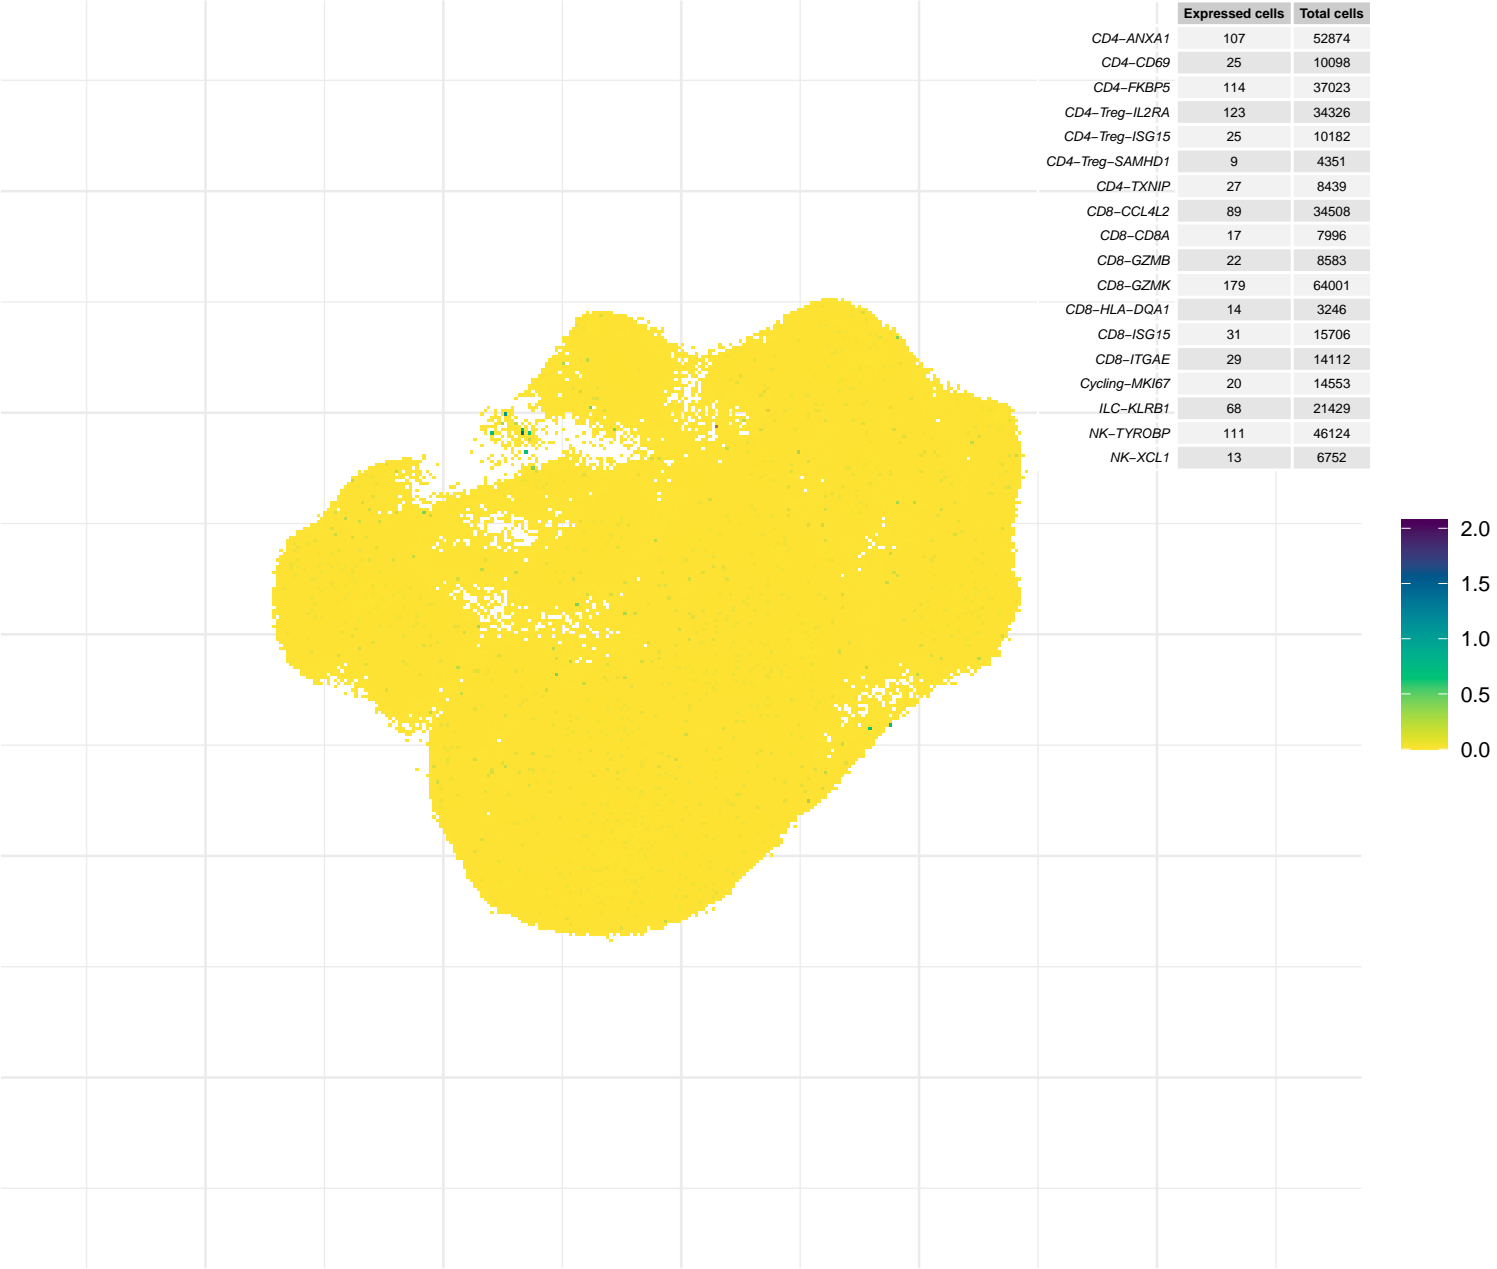 Expressed cells Total cells
CD4−ANXA1 107 52874
CD4−CD69 25 10098
CD4−FKBP5 114 37023
CD4−Treg−IL2RA 123 34326
CD4−Treg−ISG15 25 10182
CD4−Treg−SAMHD1 9 4351
CD4−TXNIP 27 8439
CD8−CCL4L2 89 34508
CD8−CD8A 17 7996
CD8−GZMB 22 8583
CD8−GZMK 179 64001
CD8−HLA−DQA1 14 3246
CD8−ISG15 31 15706
CD8−ITGAE 29 14112
Cycling−MKI67 20 14553
ILC−KLRB1 68 21429
NK−TYROBP 111 46124
NK−XCL1 13 6752
2.0
1.5
1.0
0.5
0.0